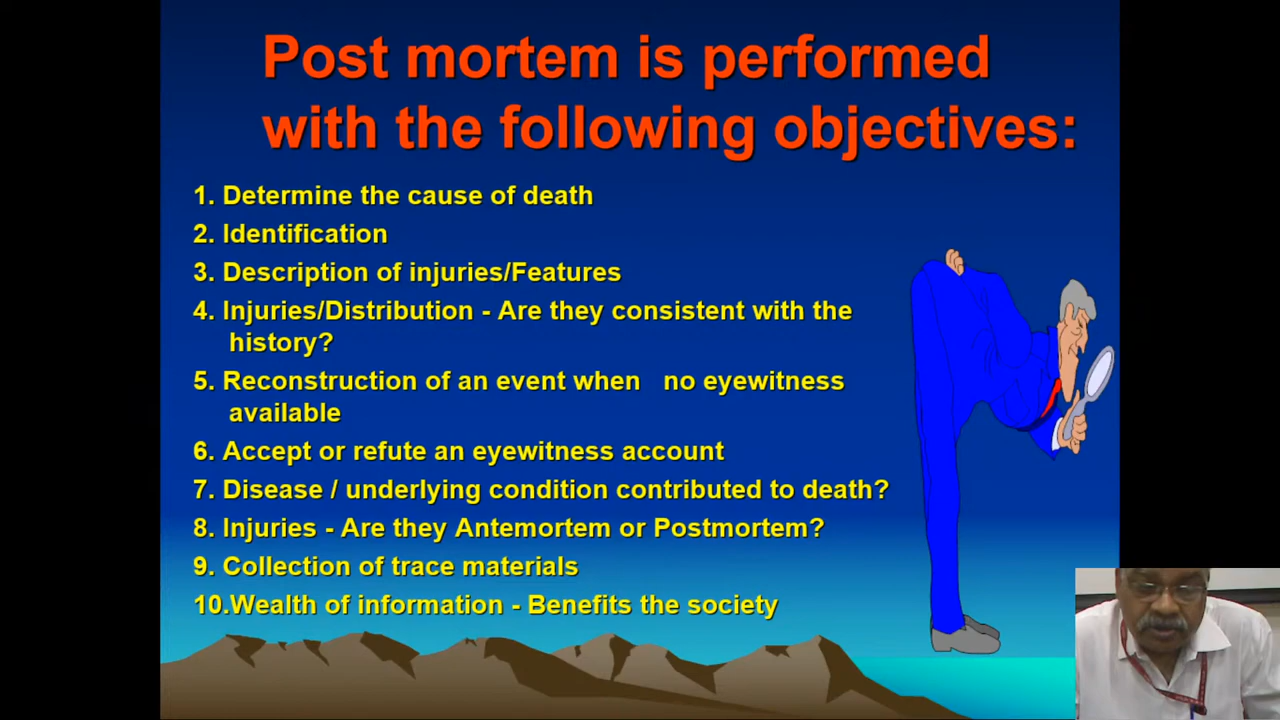 Post mortem is performed
with the following objectives:
1. Determine the cause of death
2. Identification
3. Description of injuries/Features
4. Injuries/Distribution - Are they consistent with the
history?
5. Reconstruction of an event when no eyewitness
available
6. Accept or refute an eyewitness account
7. Disease / underlying condition contributed to death?
8. Injuries - Are they Antemortem or Postmortem?
9. Collection of trace materials
10.Wealth of information - Benefits the society